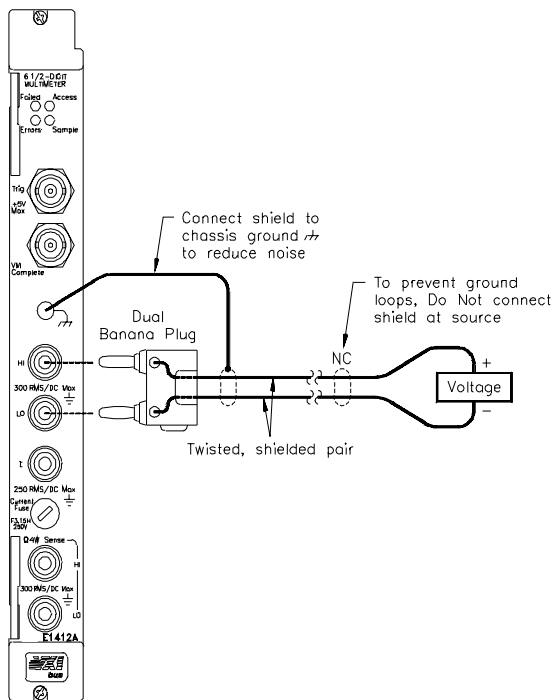 6 1/2-DIGIT
MULTIMETER
Failed Access
Errors Sample
Trig
+5V
Max
VM
Complete
Connect shield to
chassis ground
to reduce noise
Dual
Banana Plug
To prevent ground
loops, Do Not connect
shield at source
NC
HI
300 RMS/DC Max
LO
+
Voltage
−
Twisted, shielded pair
I
250 RMS/DC Max
Current
Fuse
F3.15H
250V
Ω4W Sense
HI
300 RMS/DC Max
LO
E1412A
VXI
bus